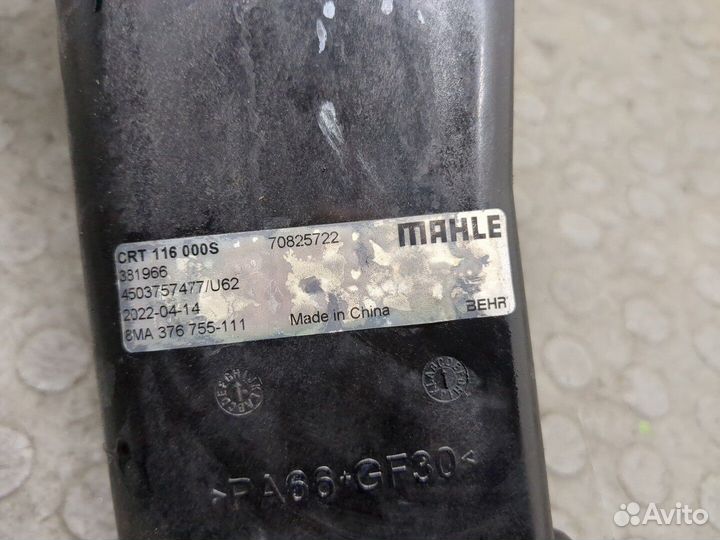 CRT 116 000S 70825722 MAHLE
381966
4503757477/U62
2022-04-14
8MA 376 755-111 Made in China BEHR
>PA66+GF30<
Avito